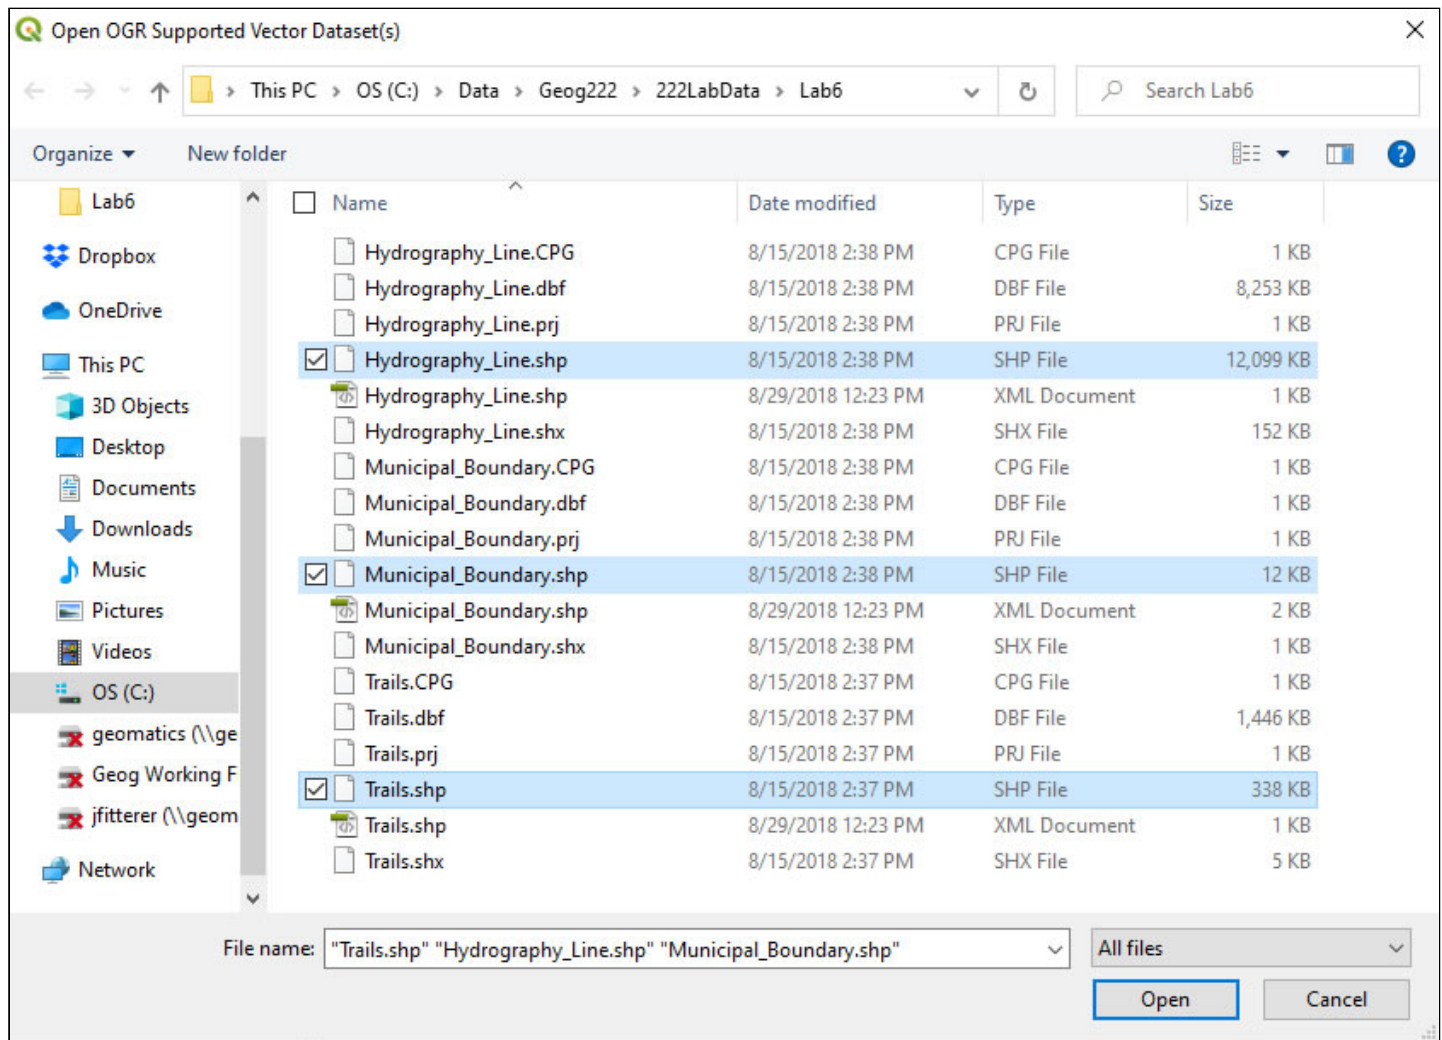 Open OGR Supported Vector Dataset(s)
This PC > OS (C:) > Data > Geog222 > 222LabData > Lab6
Search Lab6
Organize
New folder
Lab6
Dropbox
OneDrive
This PC
3D Objects
Desktop
Documents
Downloads
Music
Pictures
Videos
OS (C:)
geomatics (\\ge
Geog Working F
jfitterer (\\geom
Network
Name Date modified Type Size
Hydrography_Line.CPG 8/15/2018 2:38 PM CPG File 1 KB
Hydrography_Line.dbf 8/15/2018 2:38 PM DBF File 8,253 KB
Hydrography_Line.prj 8/15/2018 2:38 PM PRJ File 1 KB
Hydrography_Line.shp 8/15/2018 2:38 PM SHP File 12,099 KB
Hydrography_Line.shp 8/29/2018 12:23 PM XML Document 1 KB
Hydrography_Line.shx 8/15/2018 2:38 PM SHX File 152 KB
Municipal_Boundary.CPG 8/15/2018 2:38 PM CPG File 1 KB
Municipal_Boundary.dbf 8/15/2018 2:38 PM DBF File 1 KB
Municipal_Boundary.prj 8/15/2018 2:38 PM PRJ File 1 KB
Municipal_Boundary.shp 8/15/2018 2:38 PM SHP File 12 KB
Municipal_Boundary.shp 8/29/2018 12:23 PM XML Document 2 KB
Municipal_Boundary.shx 8/15/2018 2:38 PM SHX File 1 KB
Trails.CPG 8/15/2018 2:37 PM CPG File 1 KB
Trails.dbf 8/15/2018 2:37 PM DBF File 1,446 KB
Trails.prj 8/15/2018 2:37 PM PRJ File 1 KB
Trails.shp 8/15/2018 2:37 PM SHP File 338 KB
Trails.shp 8/29/2018 12:23 PM XML Document 1 KB
Trails.shx 8/15/2018 2:37 PM SHX File 5 KB
File name: "Trails.shp" "Hydrography_Line.shp" "Municipal_Boundary.shp"
All files
Open
Cancel